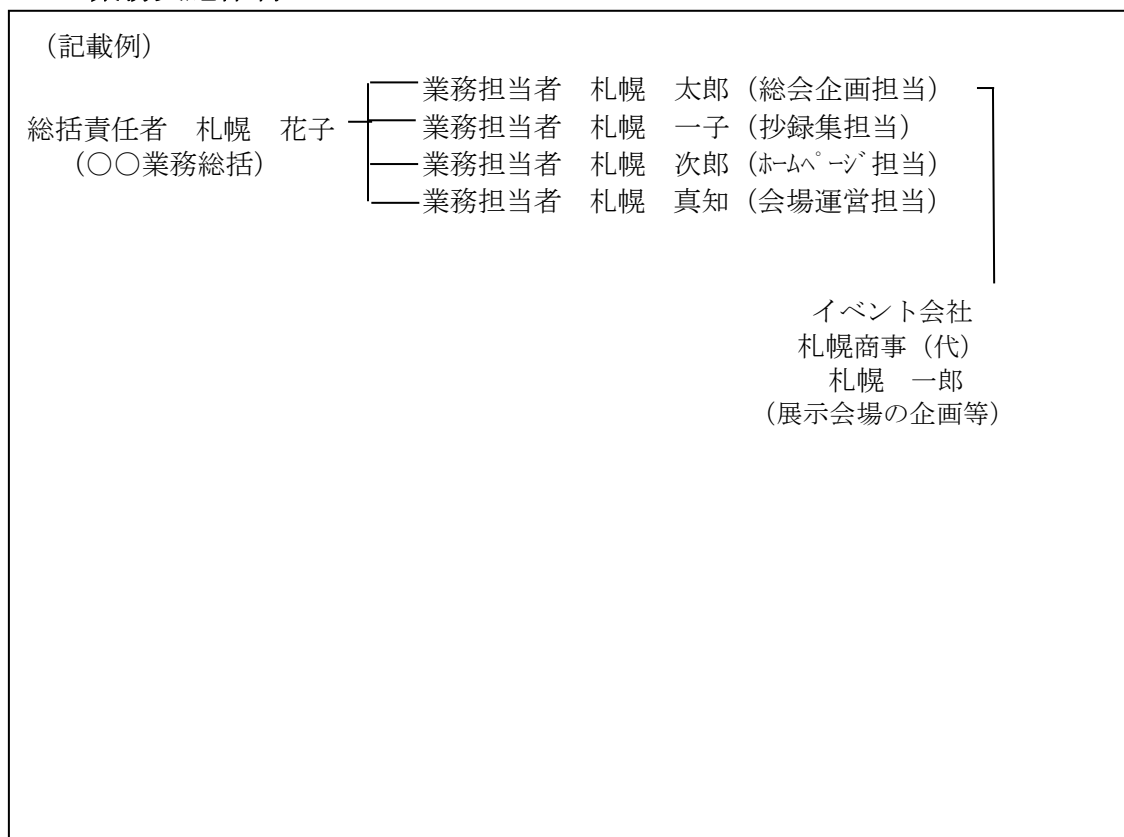 （記載例）
業務担当者　札幌　太郎（総会企画担当）
総括責任者　札幌　花子
業務担当者　札幌　一子（抄録集担当）
（○○業務総括）
業務担当者　札幌　次郎（ﾎｰﾑﾍﾟｰｼﾞ担当）
業務担当者　札幌　真知（会場運営担当）
イベント会社
札幌商事（代）
札幌　一郎
（展示会場の企画等）